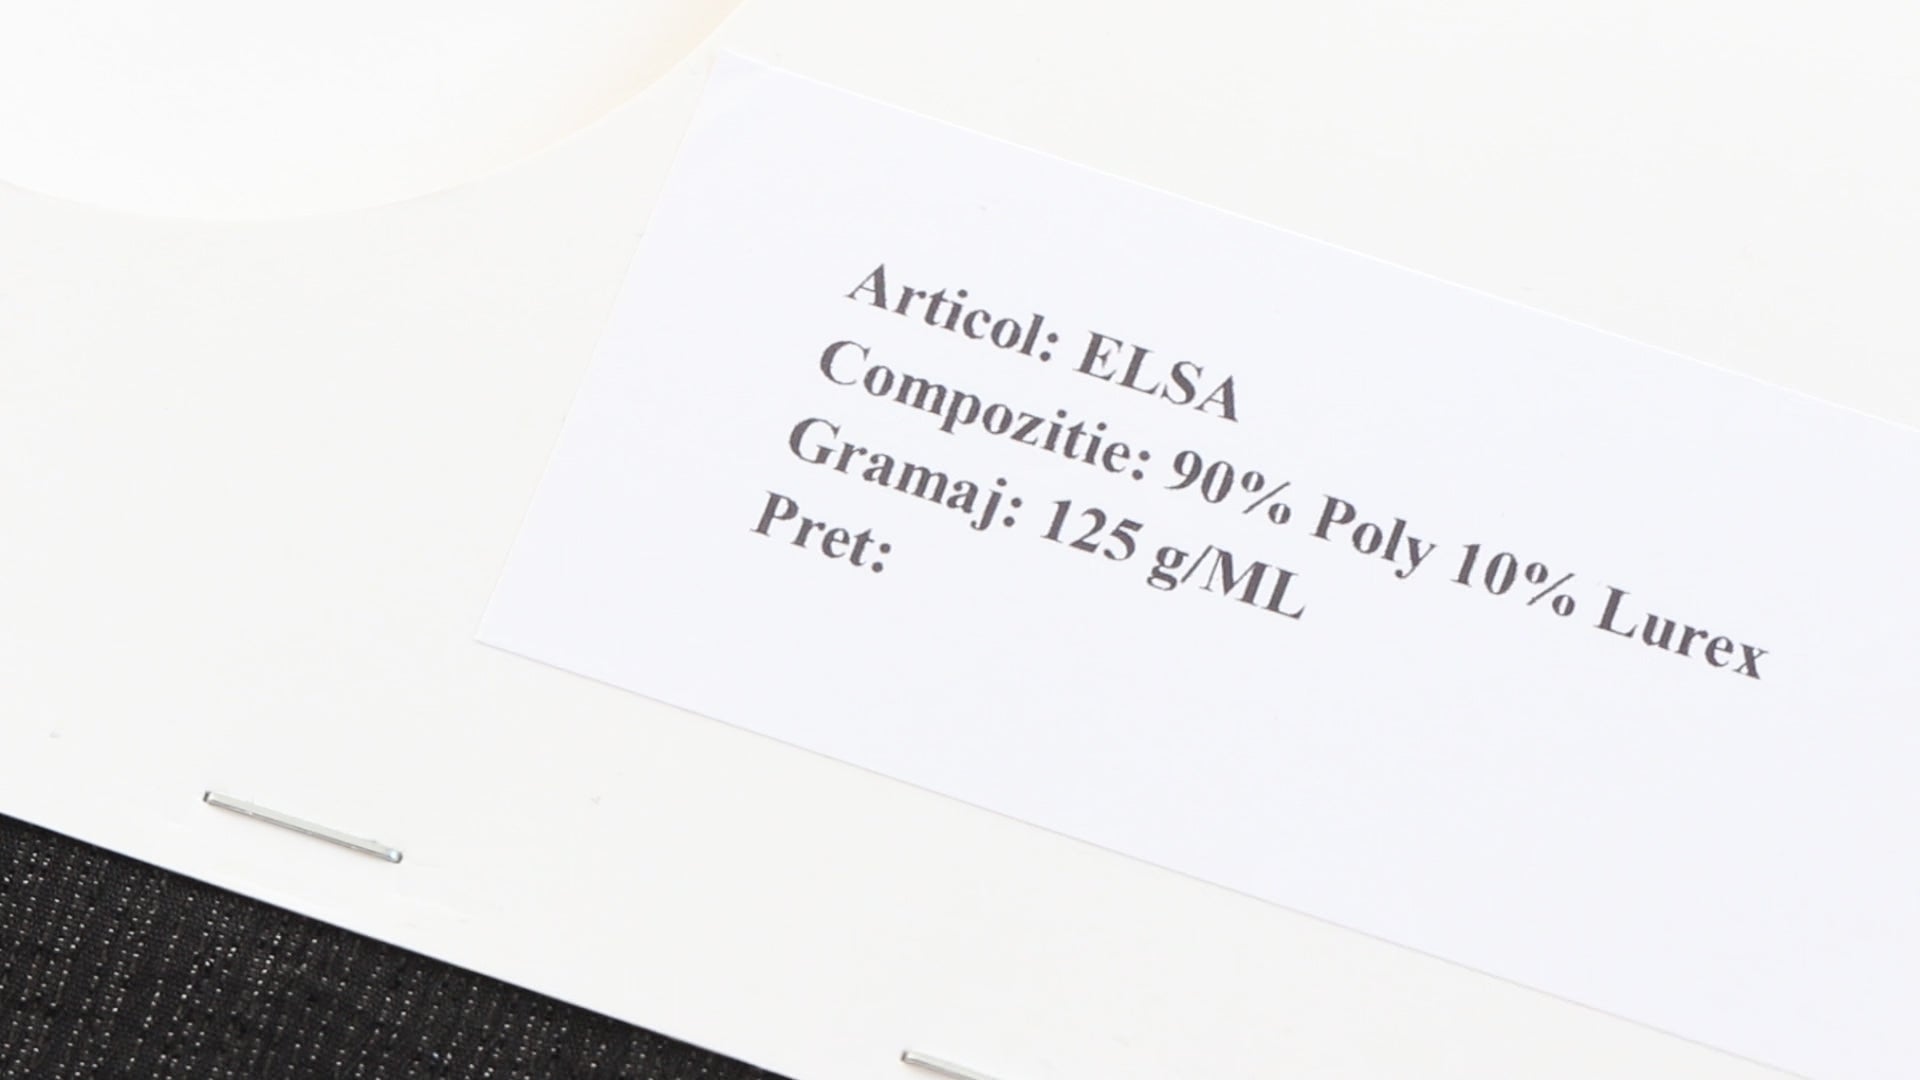 Articol: ELSA
Compozitie: 90% Poly 10% Lurex
Gramaj: 125 g/ML
Pret: